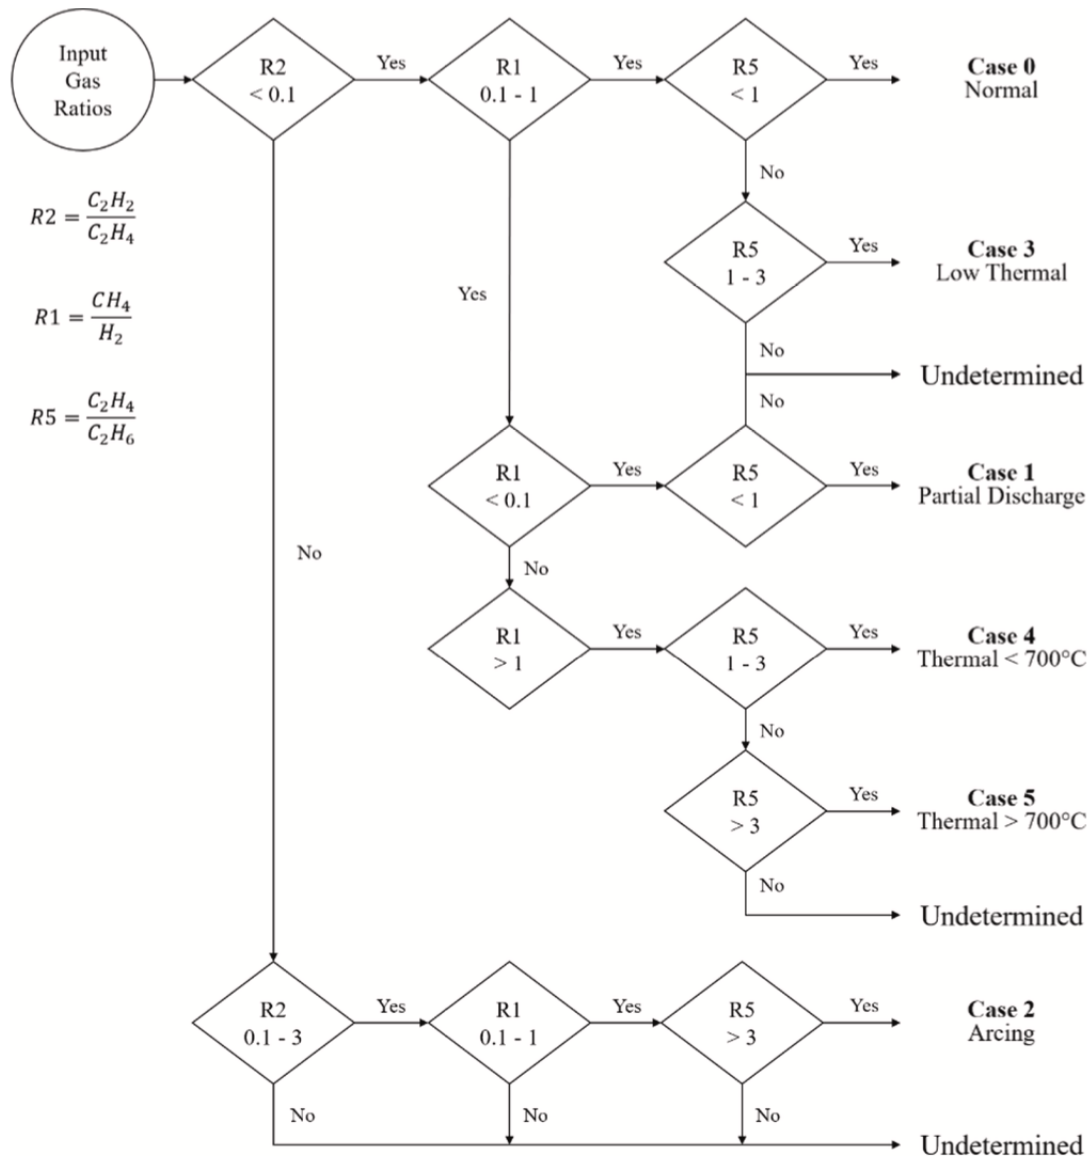 Input
Gas
Ratios
R2
< 0.1
Yes
R1
0.1 - 1
Yes
R5
< 1
Yes
Case 0
Normal
No
R2 = C₂H₂ / C₂H₄
R5
1 - 3
Yes
Case 3
Low Thermal
R1 = CH₄ / H₂
Yes
No
Undetermined
No
R5 = C₂H₄ / C₂H₆
R1
< 0.1
Yes
R5
< 1
Yes
Case 1
Partial Discharge
No
No
R1
> 1
Yes
R5
1 - 3
Yes
Case 4
Thermal < 700°C
No
R5
> 3
Yes
Case 5
Thermal > 700°C
No
Undetermined
R2
0.1 - 3
Yes
R1
0.1 - 1
Yes
R5
> 3
Yes
Case 2
Arcing
No
No
No
Undetermined